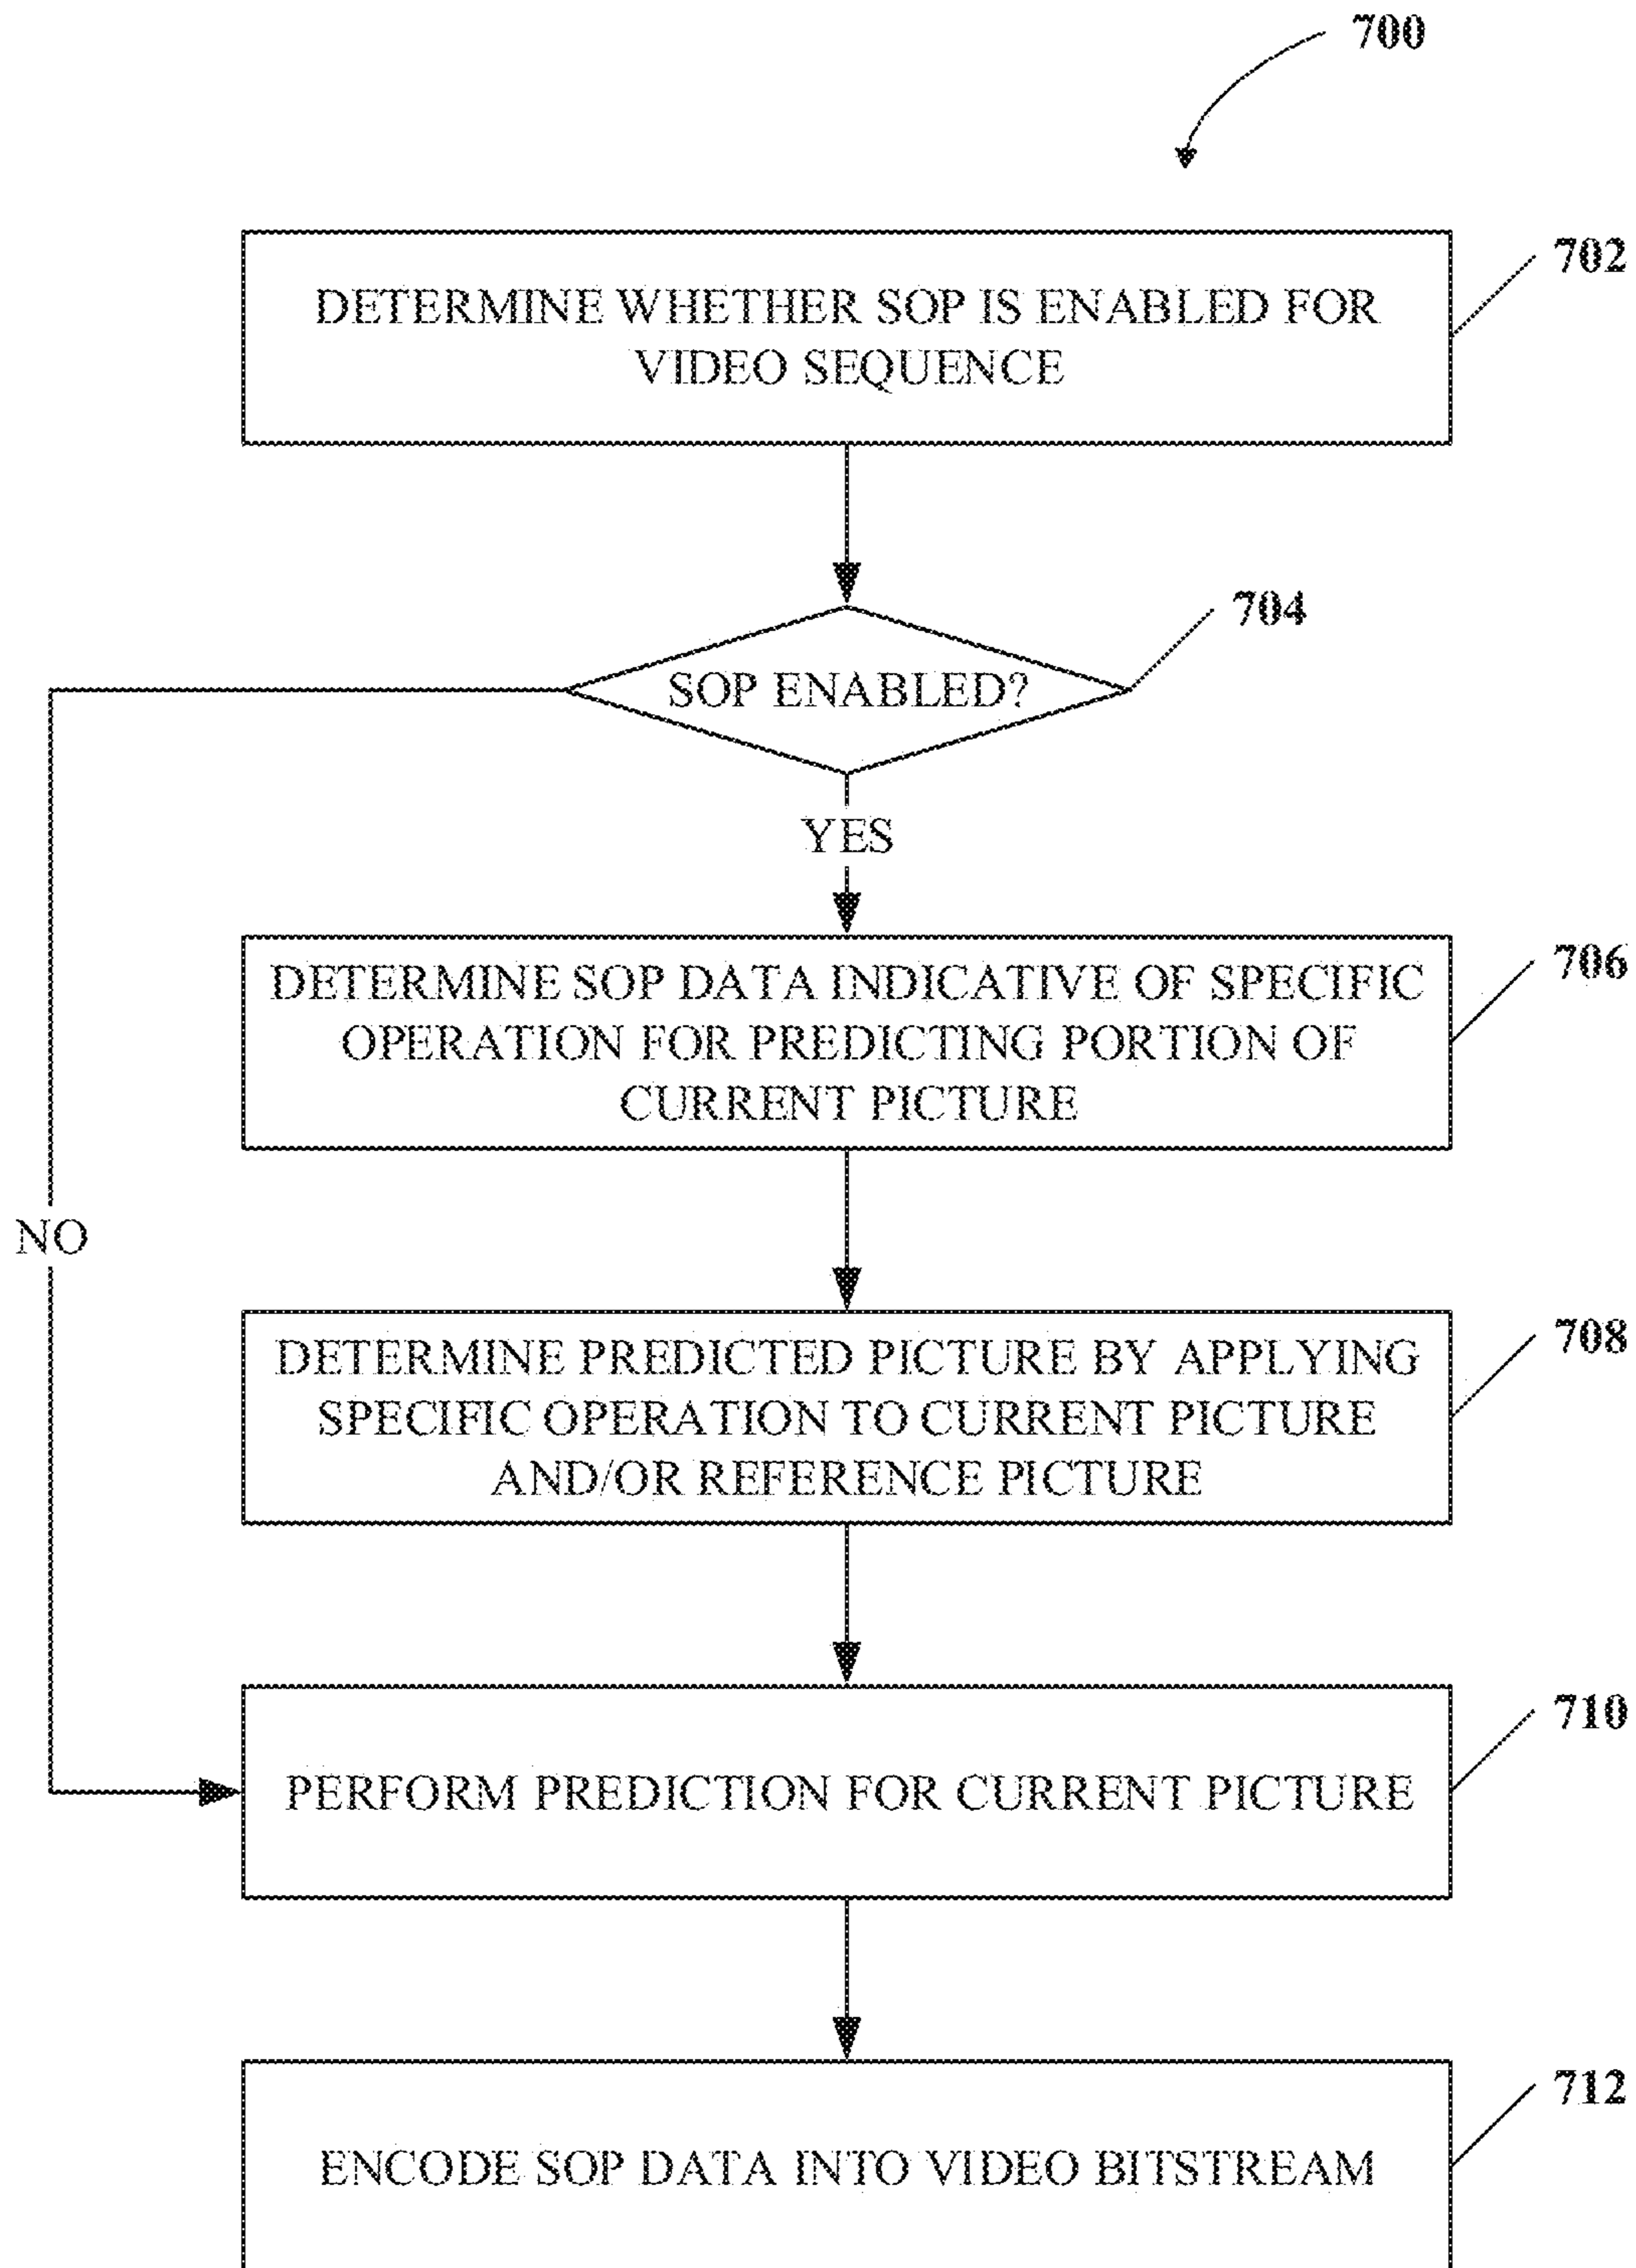 700
702
DETERMINE WHETHER SOP IS ENABLED FOR
VIDEO SEQUENCE
704
SOP ENABLED?
YES
706
DETERMINE SOP DATA INDICATIVE OF SPECIFIC
OPERATION FOR PREDICTING PORTION OF
CURRENT PICTURE
NO
708
DETERMINE PREDICTED PICTURE BY APPLYING
SPECIFIC OPERATION TO CURRENT PICTURE
AND/OR REFERENCE PICTURE
710
PERFORM PREDICTION FOR CURRENT PICTURE
712
ENCODE SOP DATA INTO VIDEO BITSTREAM